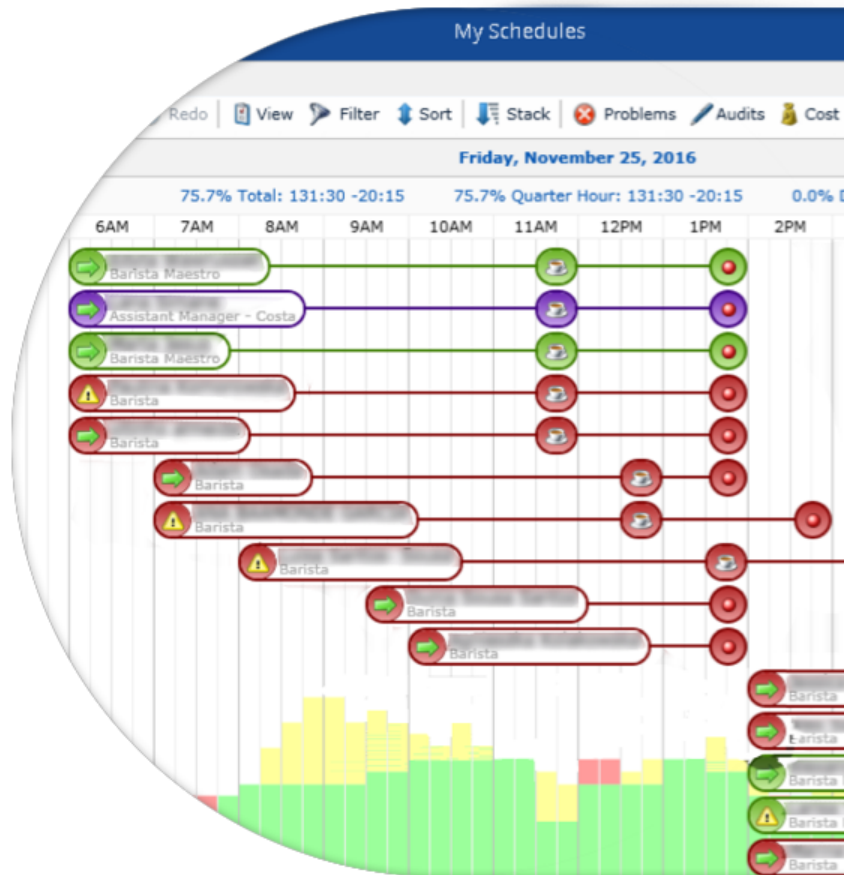 My Schedules
Redo View Filter Sort Stack Problems Audits Cost
Friday, November 25, 2016
75.7% Total: 131:30 -20:15 75.7% Quarter Hour: 131:30 -20:15 0.0%
6AM 7AM 8AM 9AM 10AM 11AM 12PM 1PM 2PM
Barista Maestro
Assistant Manager - Costa
Barista Maestro
Barista
Barista
Barista
Barista
Barista
Barista
Barista
Barista
Barista
Barista
Barista
Barista